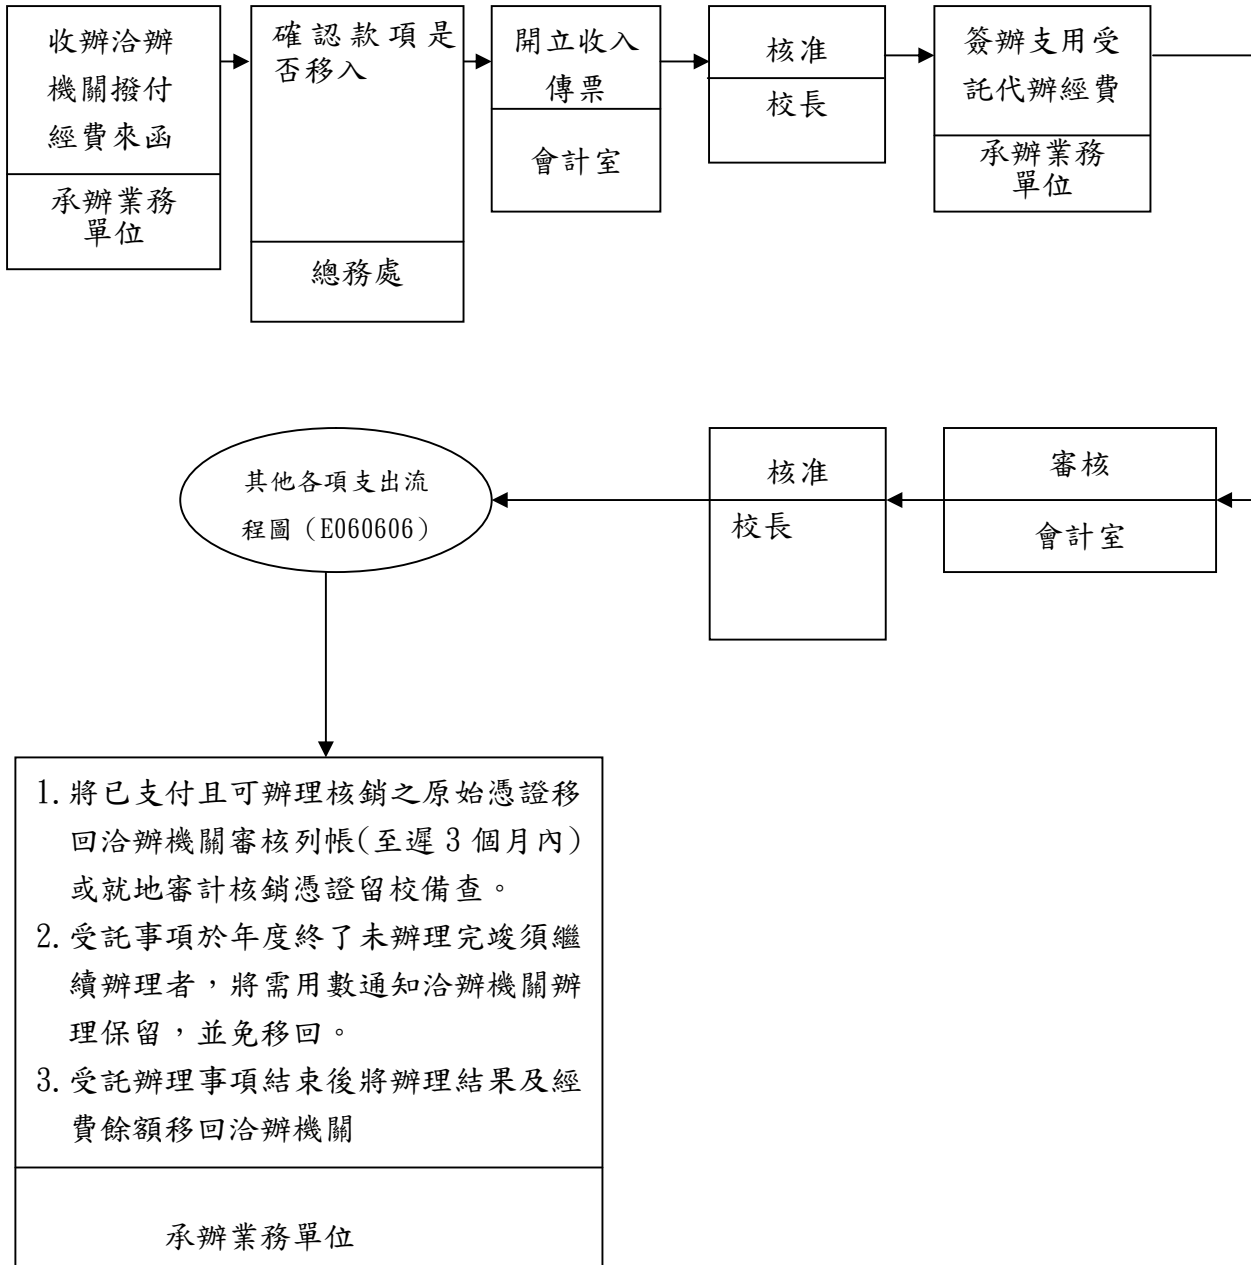 收辦洽辦
機關撥付
經費來函
承辦業務
單位
確認款項是
否移入
總務處
開立收入
傳票
會計室
核准
校長
簽辦支用受
託代辦經費
承辦業務
單位
審核
會計室
核准
校長
其他各項支出流
程圖（E060606）
1. 將已支付且可辦理核銷之原始憑證移
回洽辦機關審核列帳(至遲 3 個月內)
或就地審計核銷憑證留校備查。
2. 受託事項於年度終了未辦理完竣須繼
續辦理者，將需用數通知洽辦機關辦
理保留，並免移回。
3. 受託辦理事項結束後將辦理結果及經
費餘額移回洽辦機關
承辦業務單位